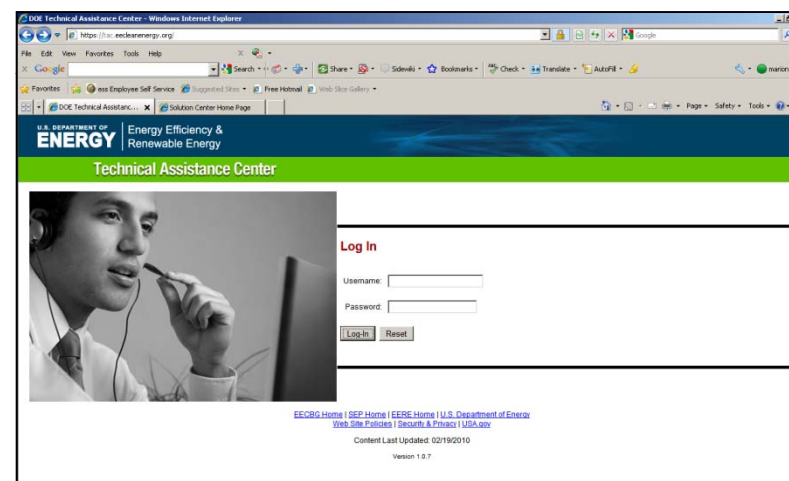 DOE Technical Assistance Center - Windows Internet Explorer
https://tac.eecleanenergy.org/
Google
File Edit View Favorites Tools Help
Google Search Share Sidewiki Bookmarks Check Translate AutoFill marion
Favorites ess Employee Self Service Suggested Sites Free Hotmail Web Slice Gallery
DOE Technical Assistanc... Solution Center Home Page Page Safety Tools
U.S. DEPARTMENT OF
ENERGY
Energy Efficiency &
Renewable Energy
Technical Assistance Center
Log In
Username:
Password:
Log-In Reset
EECBG Home | SEP Home | EERE Home | U.S. Department of Energy
Web Site Policies | Security & Privacy | USA.gov
Content Last Updated: 02/19/2010
Version 1.0.7